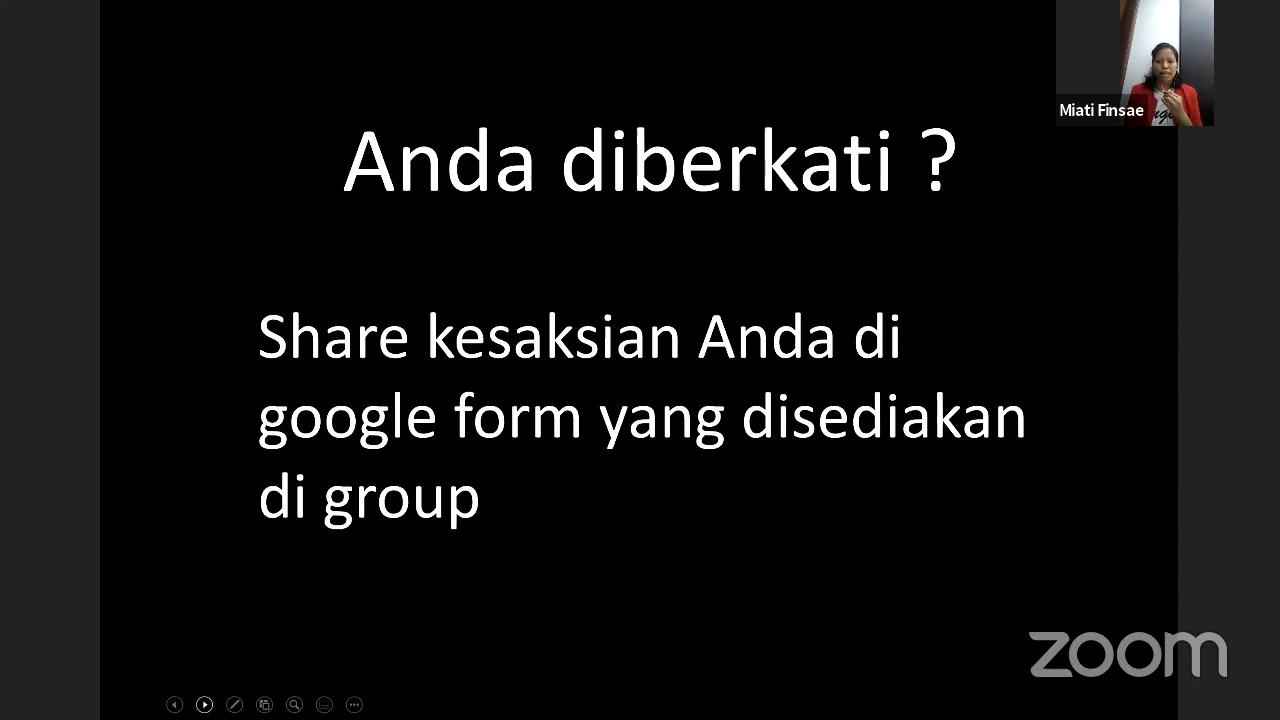 Miati Finsae
Anda diberkati ?
Share kesaksian Anda di
google form yang disediakan
di group
zoom